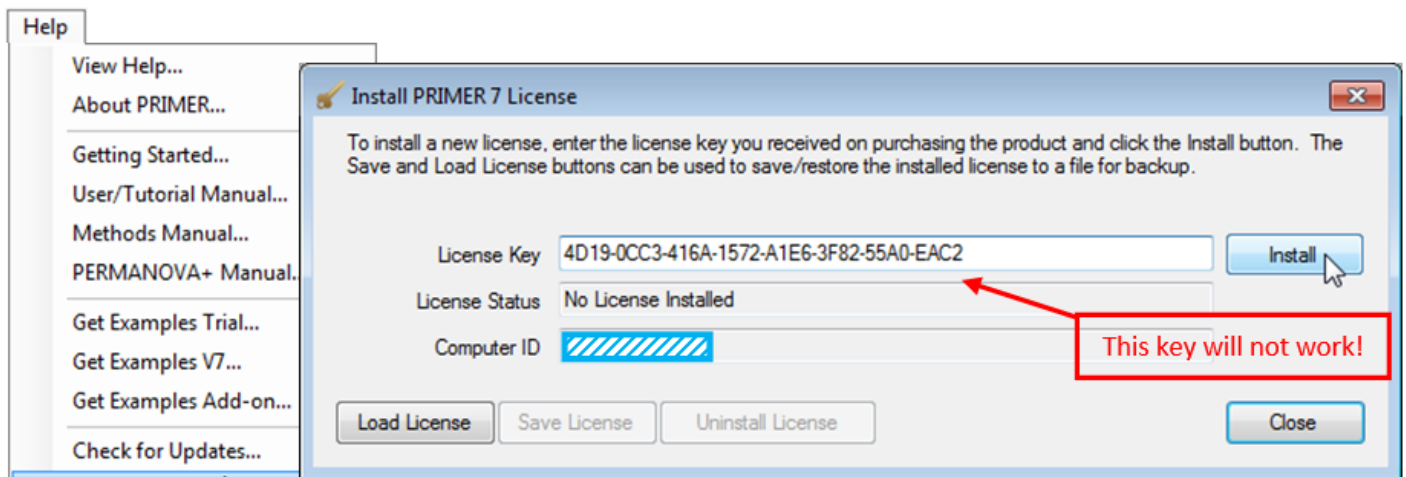 Help
View Help...
About PRIMER...
Getting Started...
User/Tutorial Manual...
Methods Manual...
PERMANOVA+ Manual.
Get Examples Trial...
Get Examples V7...
Get Examples Add-on...
Check for Updates...
Install PRIMER 7 License
To install a new license, enter the license key you received on purchasing the product and click the Install button. The
Save and Load License buttons can be used to save/restore the installed license to a file for backup.
License Key 4D19-0CC3-416A-1572-A1E6-3F82-55A0-EAC2 Install
License Status No License Installed
Computer ID
This key will not work!
Load License Save License Uninstall License Close